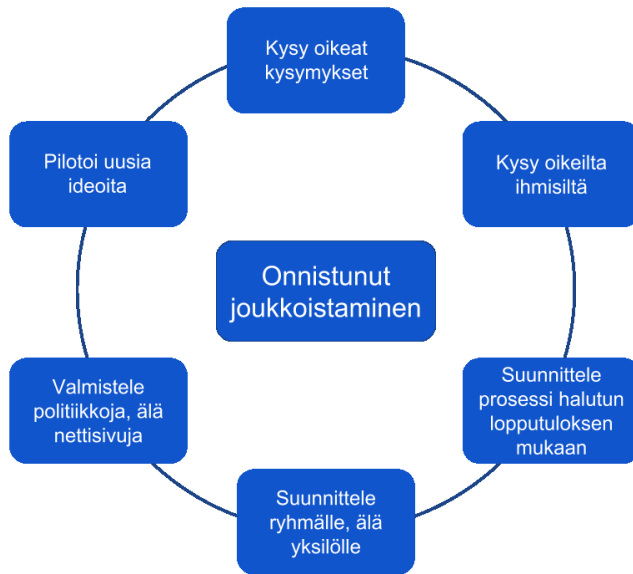 Kysy oikeat
kysymykset
Kysy oikeilta
ihmisiltä
Suunnittele
prosessi halutun
lopputuloksen
mukaan
Suunnittele
ryhmälle, älä
yksilölle
Valmistele
politiikkoja, älä
nettisivuja
Pilotoi uusia
ideoita
Onnistunut
joukkoistaminen